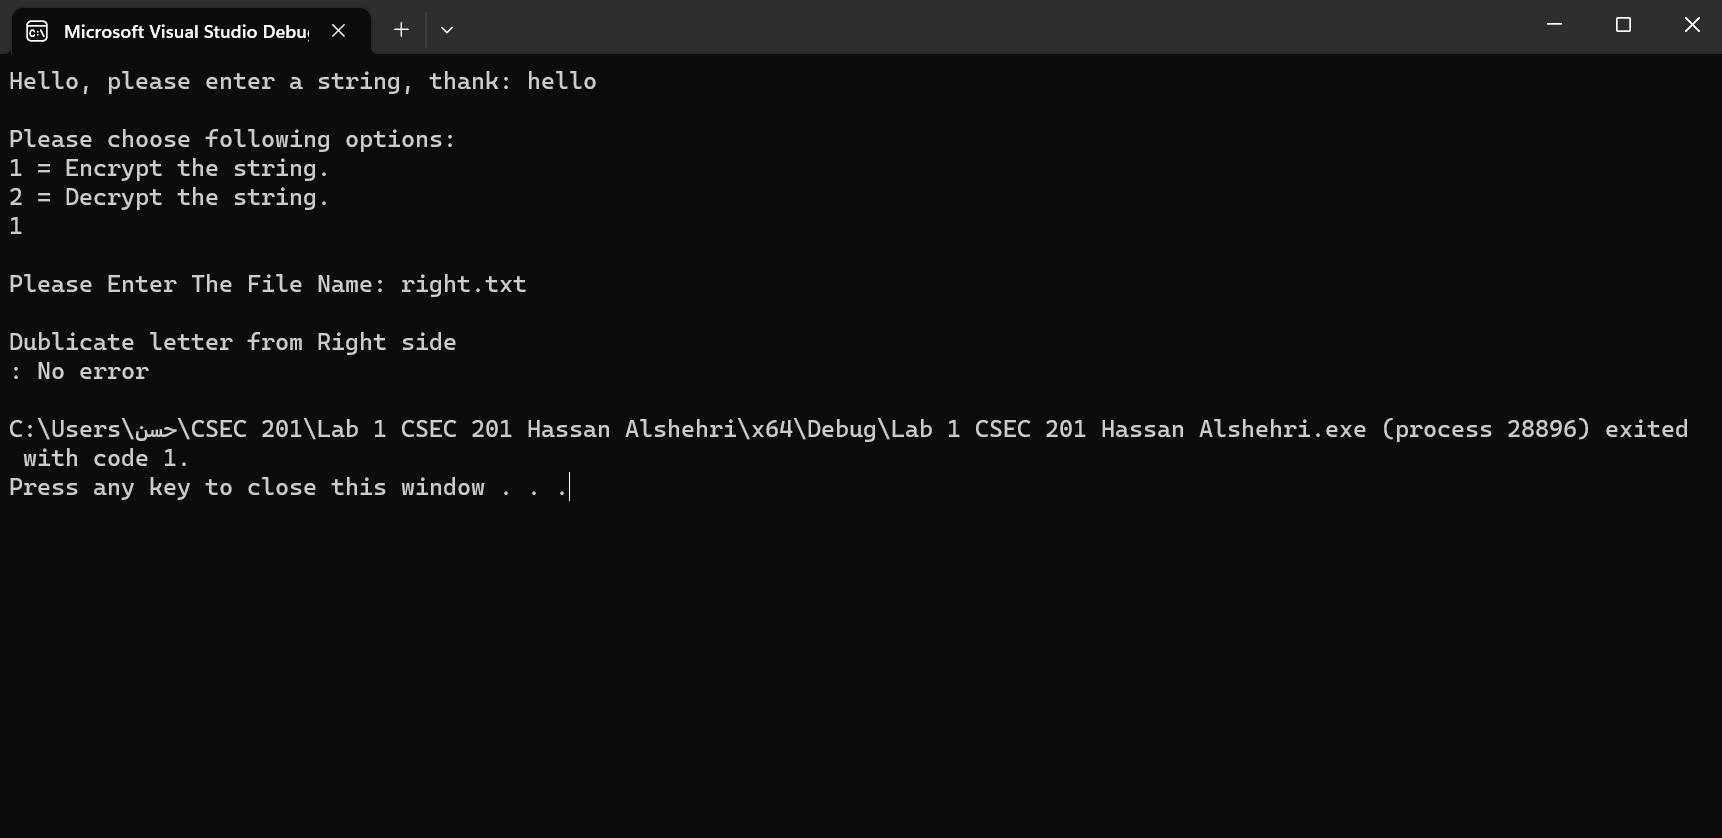 Microsoft Visual Studio Debu
Hello, please enter a string, thank: hello
Please choose following options:
1 = Encrypt the string.
2 = Decrypt the string.
1
Please Enter The File Name: right.txt
Dublicate letter from Right side
: No error
C:\Users\حسن\CSEC 201\Lab 1 CSEC 201 Hassan Alshehri\x64\Debug\Lab 1 CSEC 201 Hassan Alshehri.exe (process 28896) exited
with code 1.
Press any key to close this window . . .